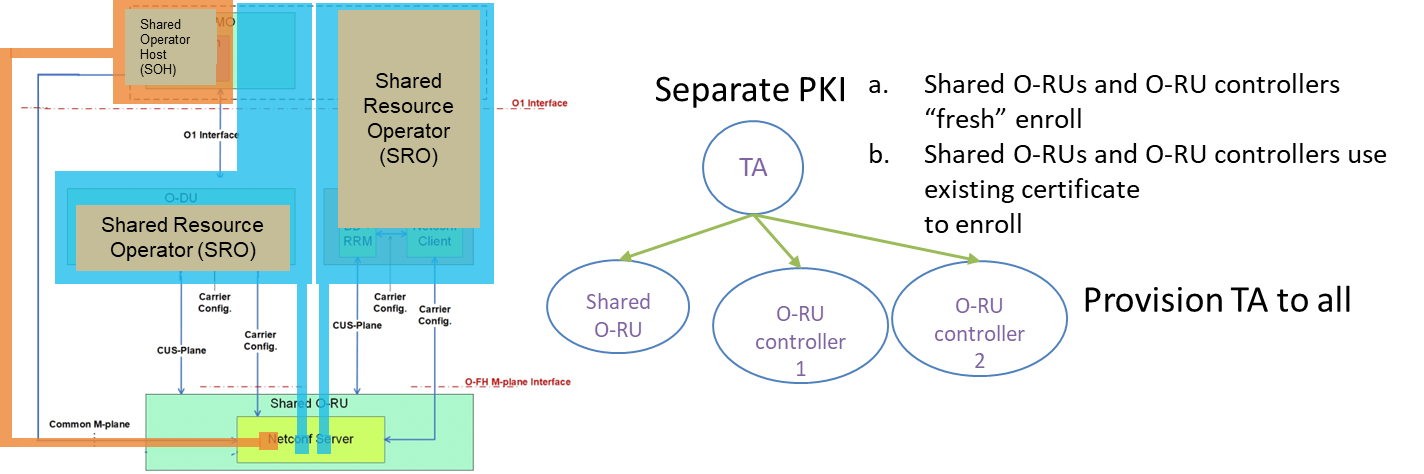 Shared
Operator
Host
(SOH)
MO
O1 Interface
O1 Interface
Shared
Resource
Operator
(SRO)
O-DU
Shared Resource
Operator (SRO)
RRM
Client
Carrier
Config.
Carrier
Config.
Carrier
Config.
Carrier
Config.
CUS-Plane
CUS-Plane
O-FH M-plane Interface
Shared O-RU
Common M-plane
Netconf Server
Separate PKI
a. Shared O-RUs and O-RU controllers
“fresh” enroll
b. Shared O-RUs and O-RU controllers use
existing certificate
to enroll
TA
Shared
O-RU
O-RU
controller
1
O-RU
controller
2
Provision TA to all